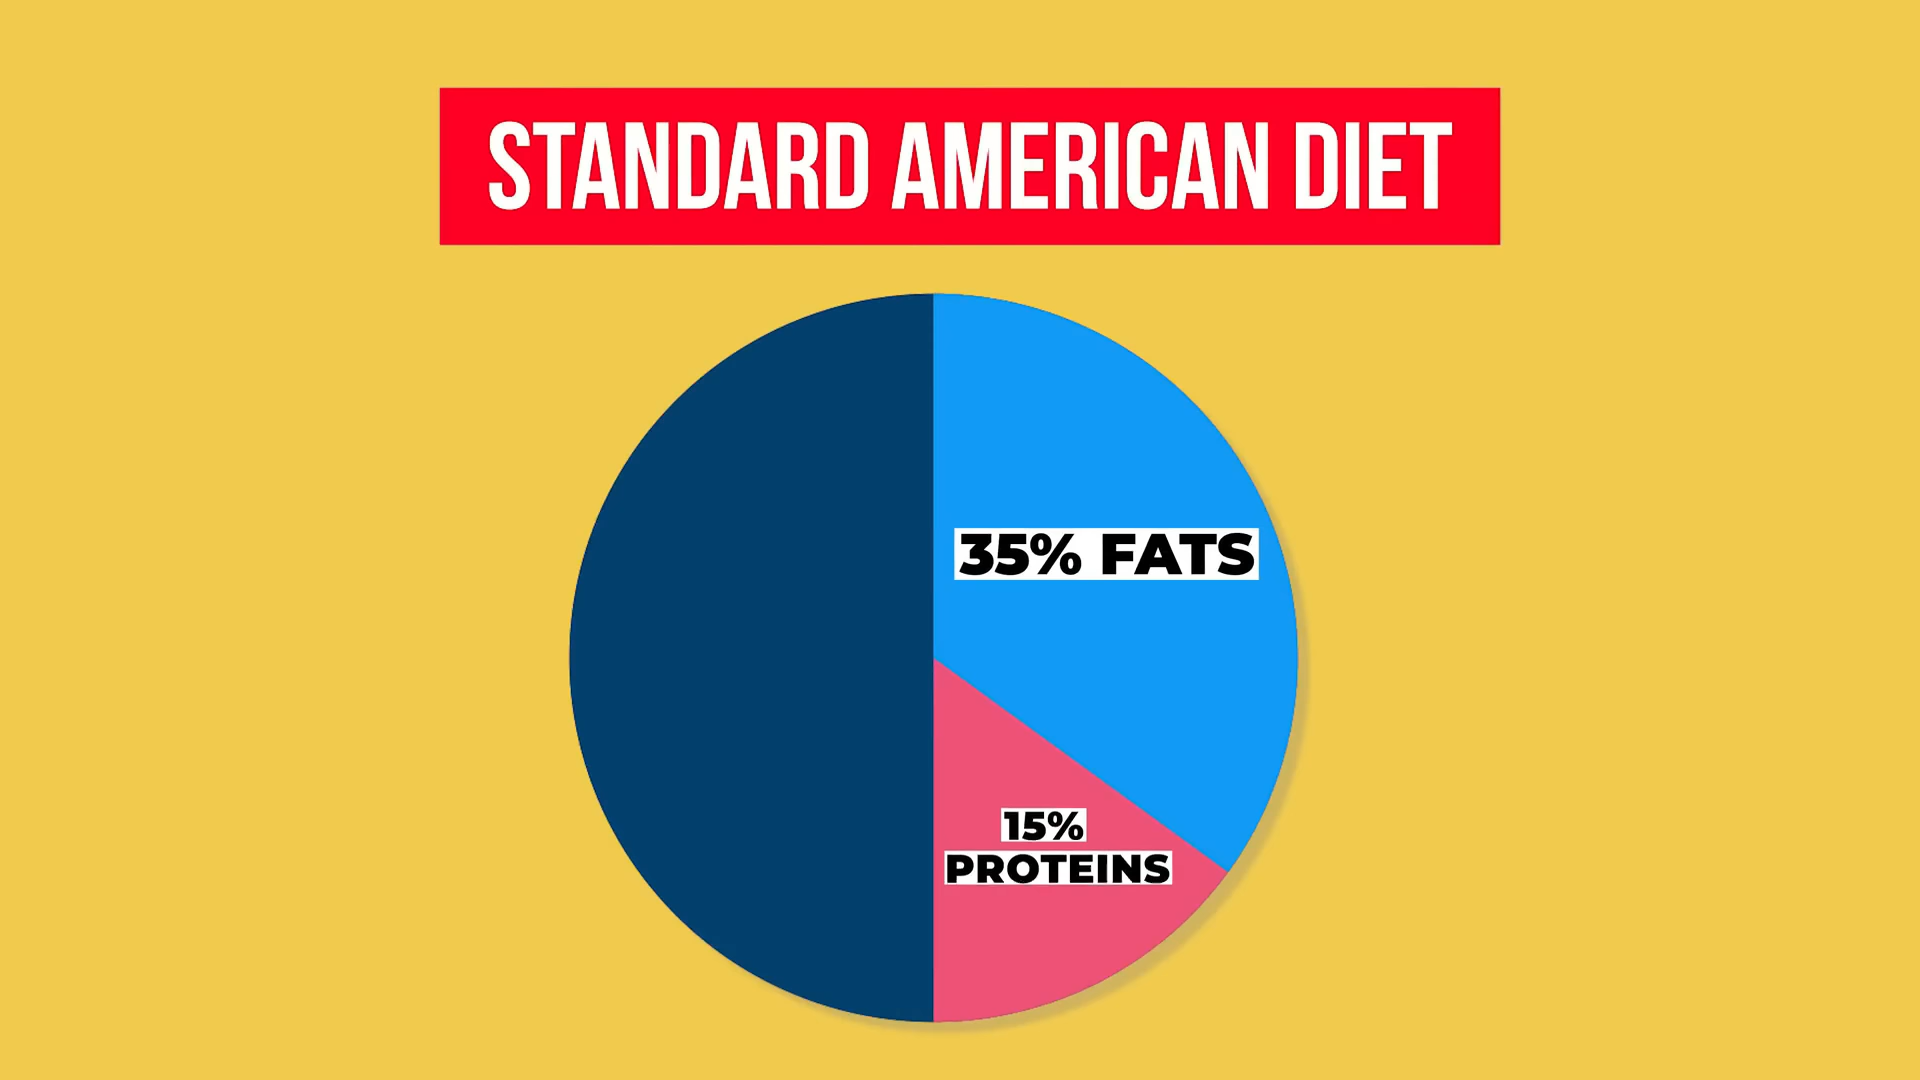 STANDARD AMERICAN DIET
35% FATS
15%
PROTEINS